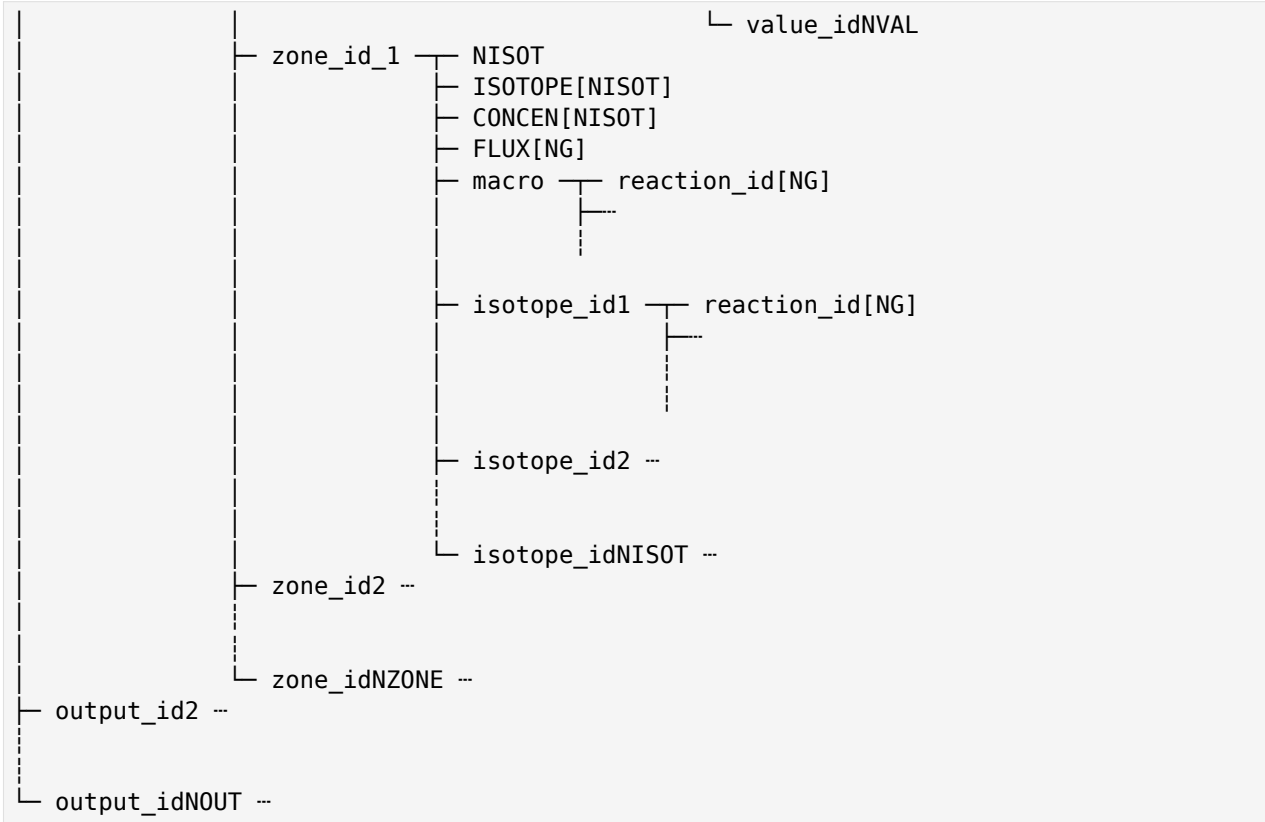 value_idNVAL
zone_id_1 NISOT
ISOTOPE[NISOT]
CONCEN[NISOT]
FLUX[NG]
macro reaction_id[NG]
isotope_id1 reaction_id[NG]
isotope_id2
isotope_idNISOT
zone_id2
zone_idNZONE
output_id2
output_idNOUT